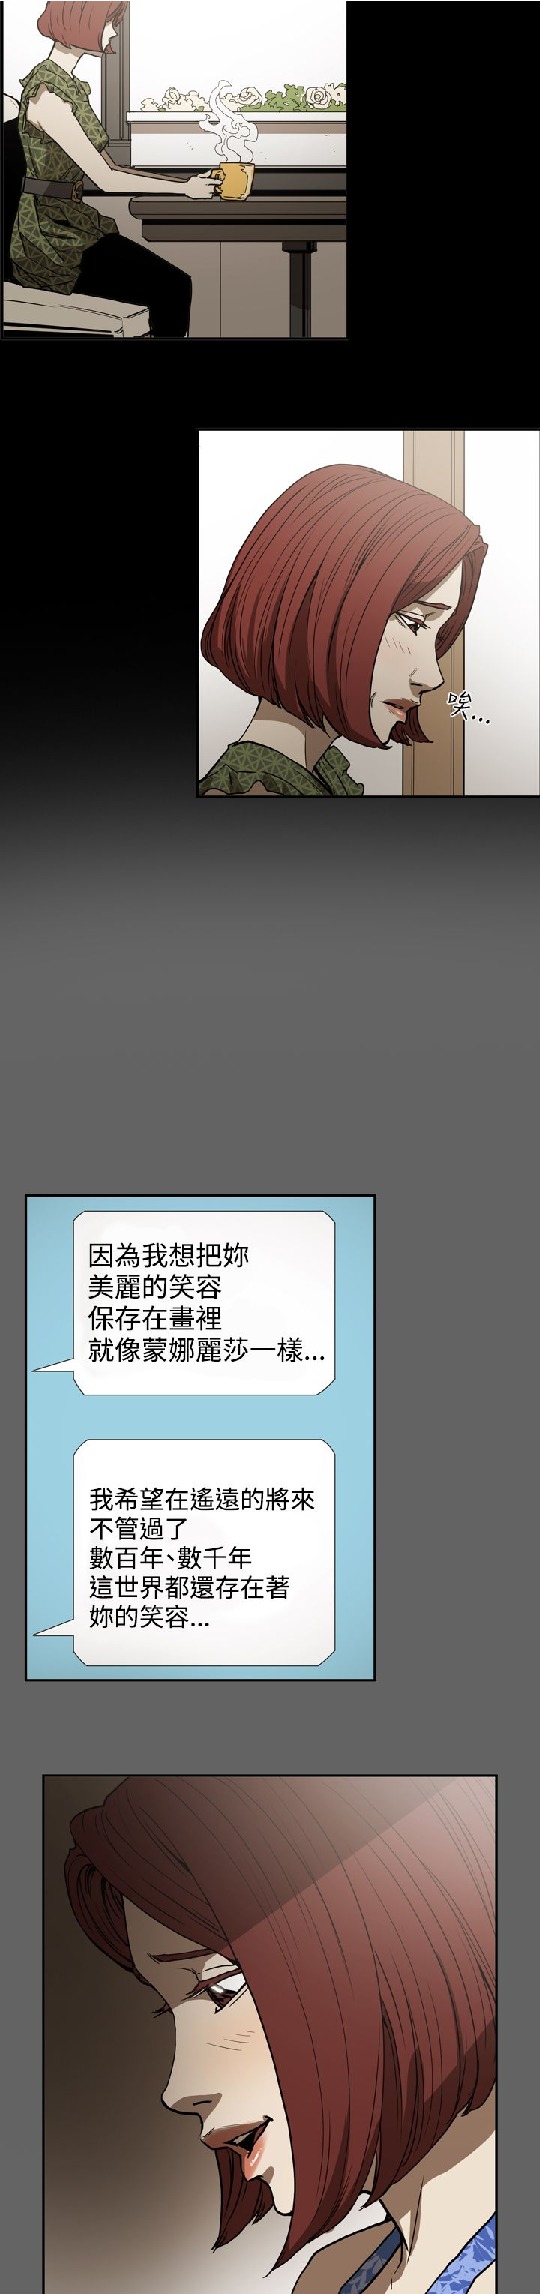 唉...
因為我想把妳
美麗的笑容
保存在畫裡
就像蒙娜麗莎一樣...
我希望在遙遠的將來
不管過了
數百年、數千年
這世界都還存在著
妳的笑容...